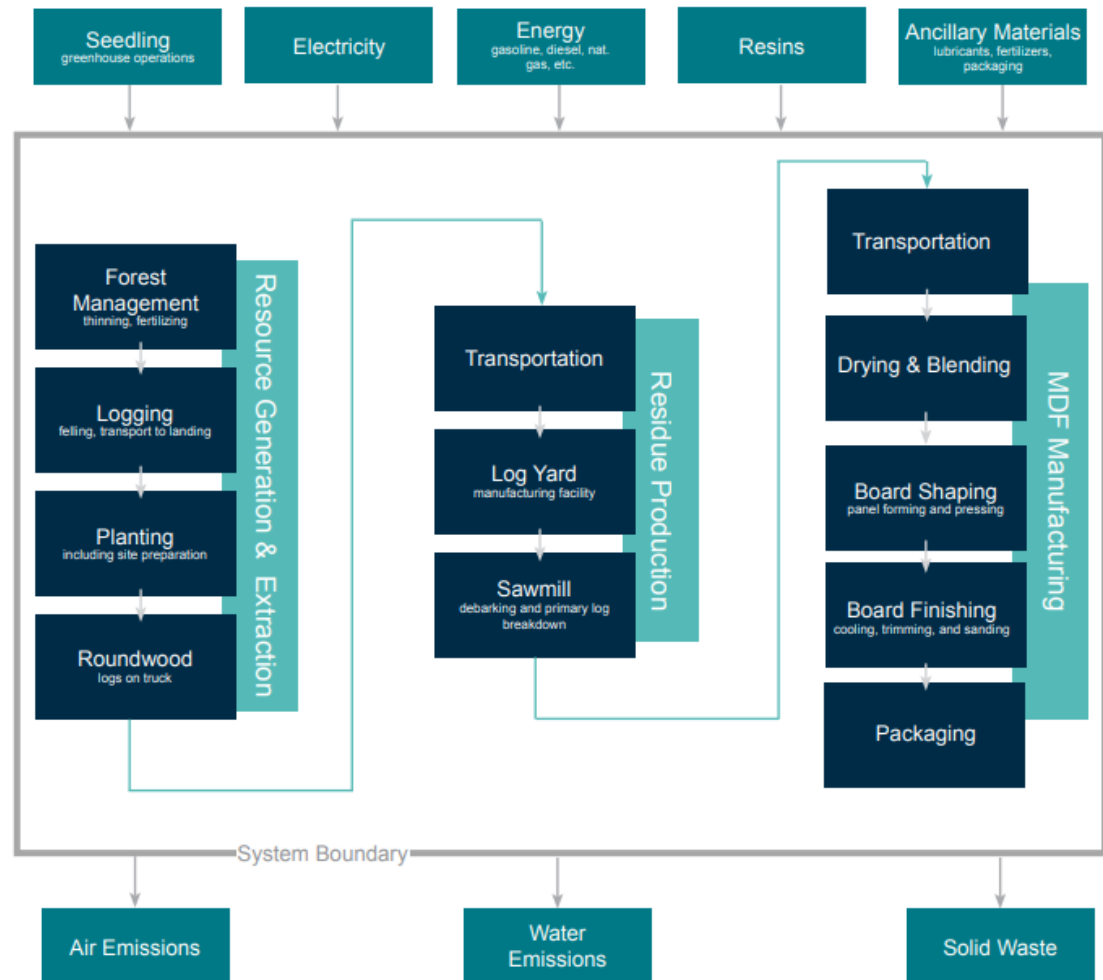 Seedling
greenhouse operations
Electricity
Energy
gasoline, diesel, nat.
gas, etc.
Resins
Ancillary Materials
lubricants, fertilizers,
packaging
Forest
Management
thinning, fertilizing
Logging
felling, transport to landing
Planting
including site preparation
Roundwood
logs on truck
Resource Generation & Extraction
Transportation
Log Yard
manufacturing facility
Sawmill
debarking and primary log
breakdown
Residue Production
Transportation
Drying & Blending
Board Shaping
panel forming and pressing
Board Finishing
cooling, trimming, and sanding
Packaging
MDF Manufacturing
System Boundary
Air Emissions
Water
Emissions
Solid Waste